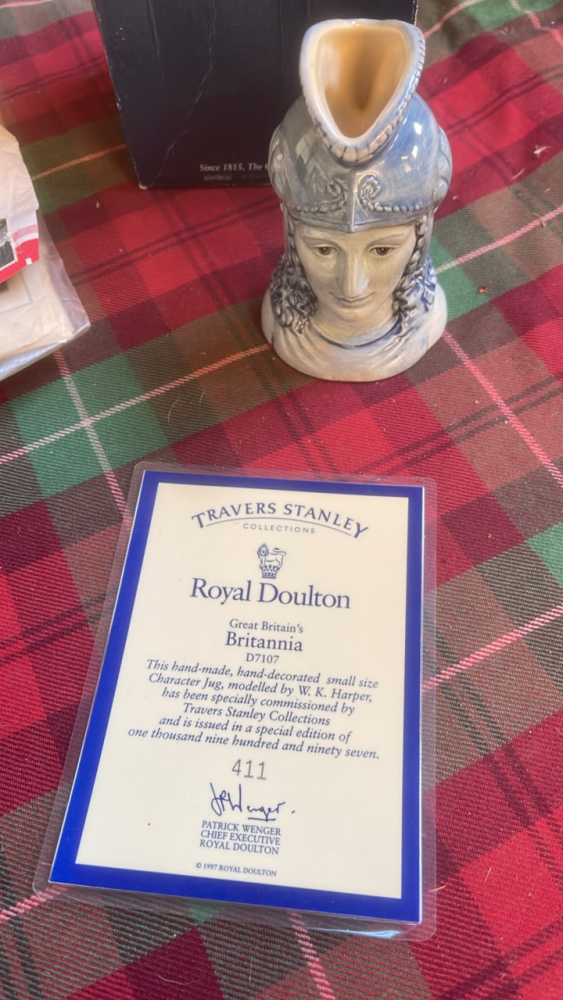 Since 1815, The
TRAVERS STANLEY
COLLECTIONS
Royal Doulton
Great Britain's
Britannia
D7107
This hand-made, hand-decorated small size
Character Jug, modelled by W. K. Harper,
has been specially commissioned by
Travers Stanley Collections
and is issued in a special edition of
one thousand nine hundred and ninety seven.
411
PATRICK WENGER
CHIEF EXECUTIVE
ROYAL DOULTON
© 1997 ROYAL DOULTON